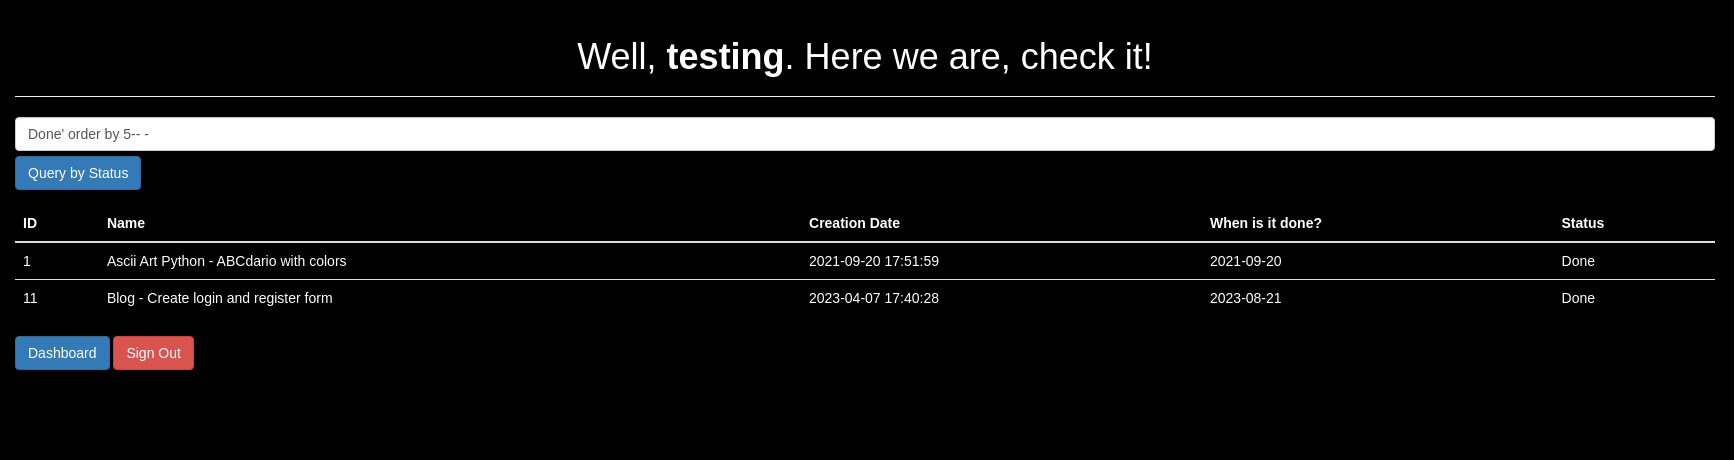 Well, testing. Here we are, check it!
Done' order by 5-- -
Query by Status
ID Name Creation Date When is it done? Status
1 Ascii Art Python - ABCdario with colors 2021-09-20 17:51:59 2021-09-20 Done
11 Blog - Create login and register form 2023-04-07 17:40:28 2023-08-21 Done
Dashboard Sign Out